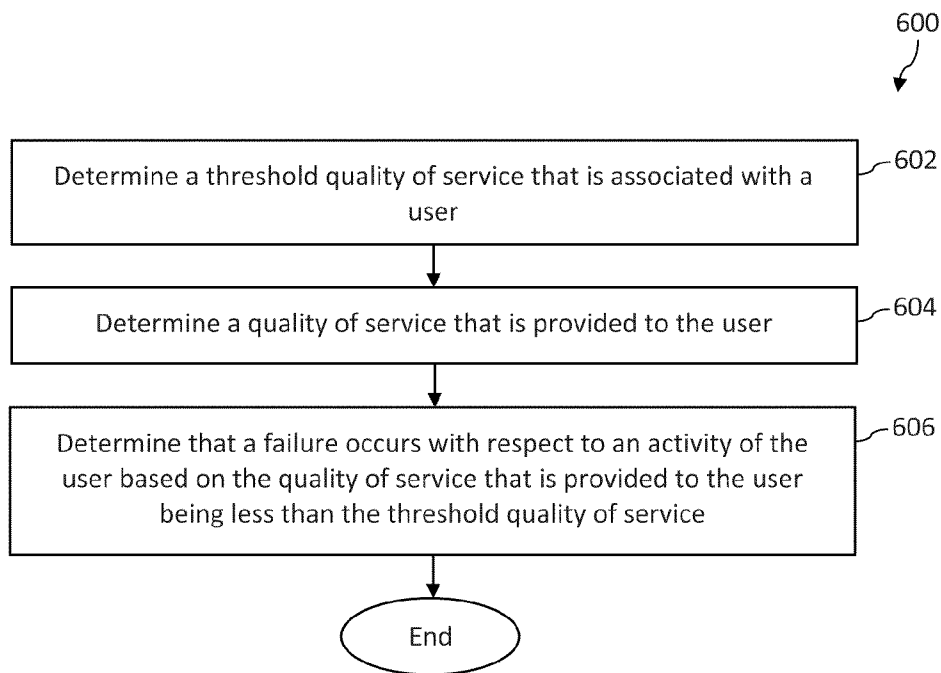 600
Determine a threshold quality of service that is associated with a
user
602
Determine a quality of service that is provided to the user
604
Determine that a failure occurs with respect to an activity of the
user based on the quality of service that is provided to the user
being less than the threshold quality of service
606
End